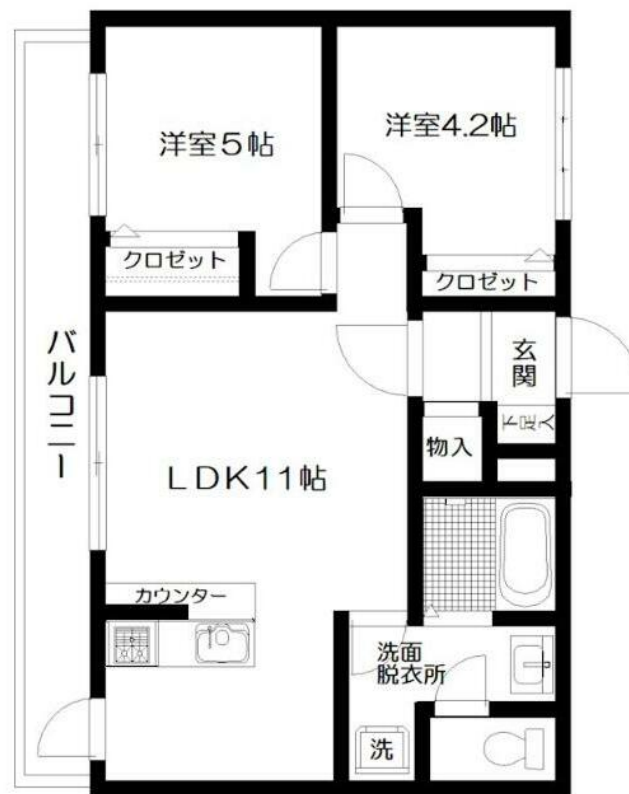 洋室5帖
洋室4.2帖
クロゼット
クロゼット
バルコニー
玄関
下足入
物入
LDK11帖
カウンター
洗面
脱衣所
洗